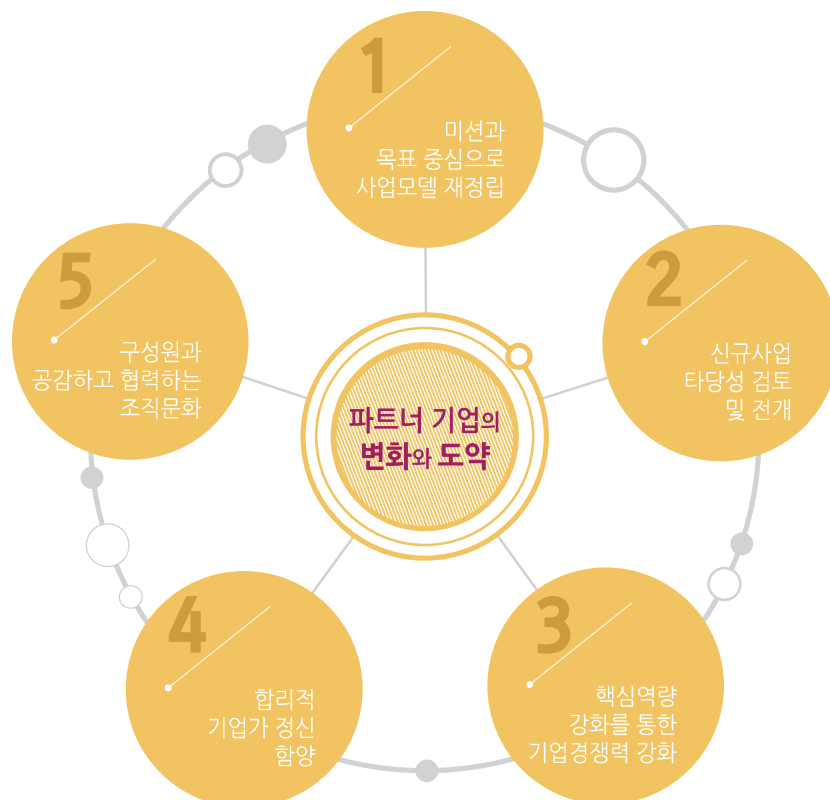 1
미션과
목표 중심으로
사업모델 재정립
2
신규사업
타당성 검토
및 전개
3
핵심역량
강화를 통한
기업경쟁력 강화
4
합리적
기업가 정신
함양
5
구성원과
공감하고 협력하는
조직문화
파트너 기업의
변화와 도약